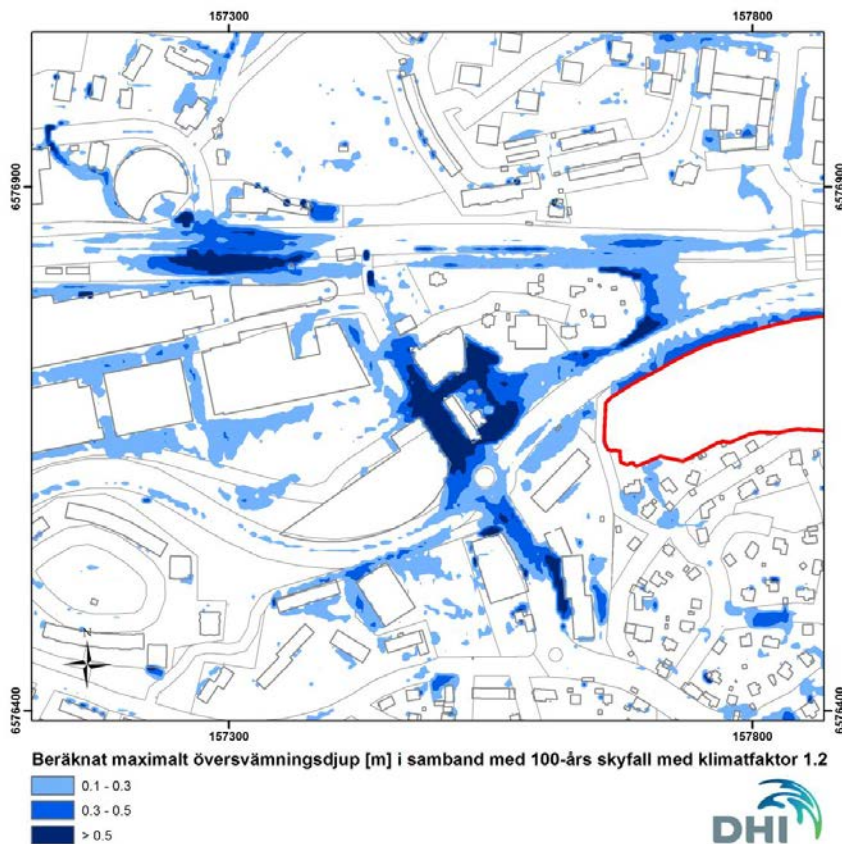 157300 157800
6576900 6576900
N
6576400 6576400
157300 157800
Beräknat maximalt översvämningsdjup [m] i samband med 100-års skyfall med klimatfaktor 1.2
0.1 - 0.3
0.3 - 0.5
> 0.5
DHI